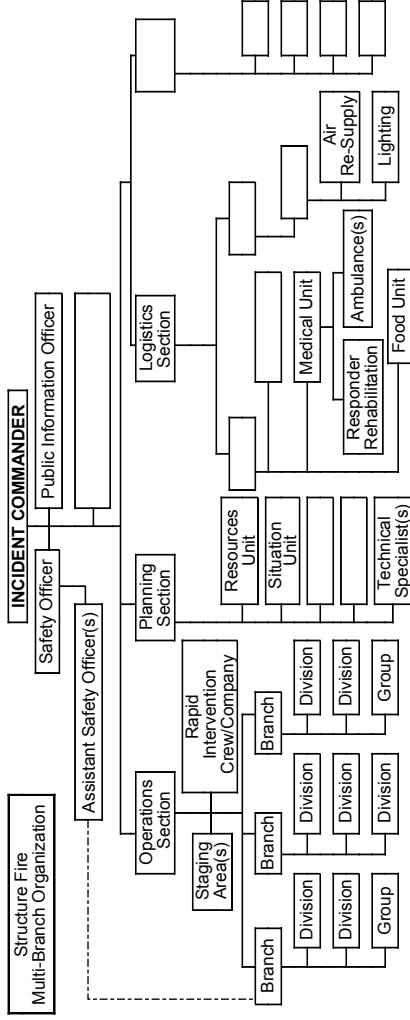 Structure Fire
Multi-Branch Organization
INCIDENT COMMANDER
Safety Officer
Public Information Officer
Assistant Safety Officer(s)
Operations
Section
Planning
Section
Logistics
Section
Staging
Area(s)
Rapid
Intervention
Crew/Company
Branch
Division
Division
Group
Branch
Division
Division
Division
Branch
Division
Division
Group
Resources
Unit
Situation
Unit
Technical
Specialist(s)
Medical Unit
Responder
Rehabilitation
Ambulance(s)
Food Unit
Air
Re-Supply
Lighting